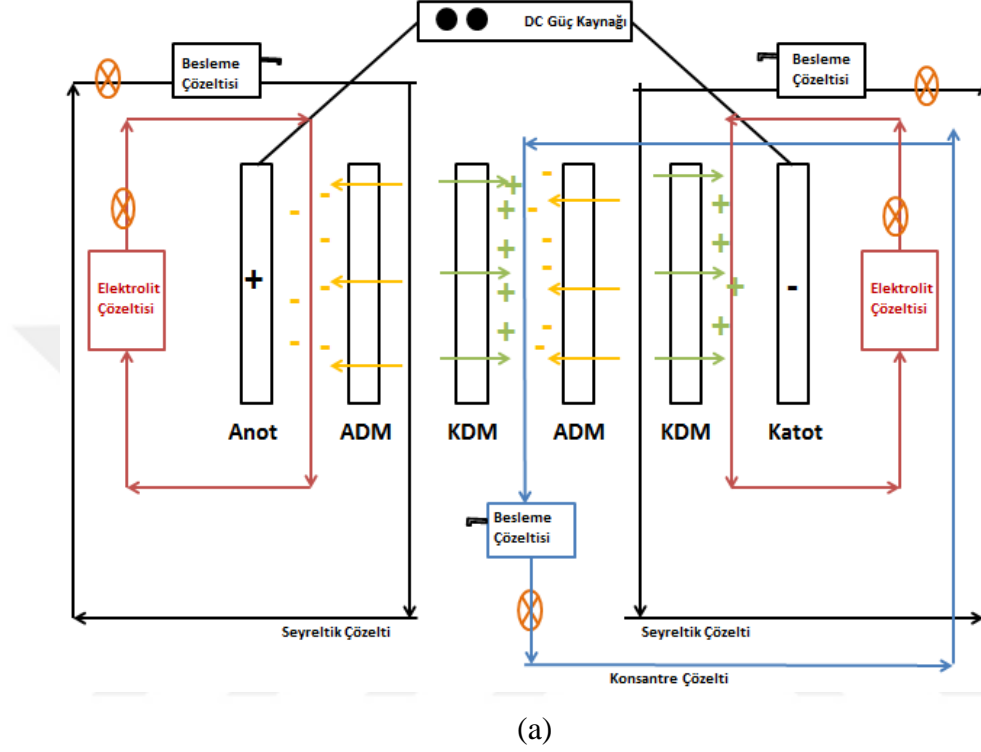 DC Güç Kaynağı
Besleme
Çözeltisi
Besleme
Çözeltisi
Elektrolit
Çözeltisi
+
-
Elektrolit
Çözeltisi
Anot
ADM
KDM
ADM
KDM
Katot
Besleme
Çözeltisi
Seyreltik Çözelti
Seyreltik Çözelti
Konsantre Çözelti
(a)